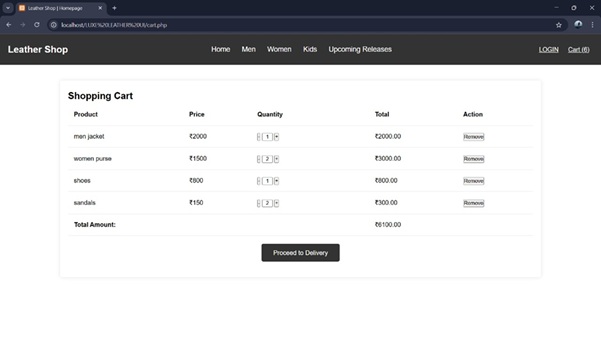 Leather Shop | Homepage
localhost/LUXE%20LEATHER%20UI/cart.php
Leather Shop Home Men Women Kids Upcoming Releases LOGIN Cart (6)
Shopping Cart
Product Price Quantity Total Action
men jacket ₹2000 - 1 + ₹2000.00 Remove
women purse ₹1500 - 2 + ₹3000.00 Remove
shoes ₹800 - 1 + ₹800.00 Remove
sandals ₹150 - 2 + ₹300.00 Remove
Total Amount: ₹6100.00
Proceed to Delivery